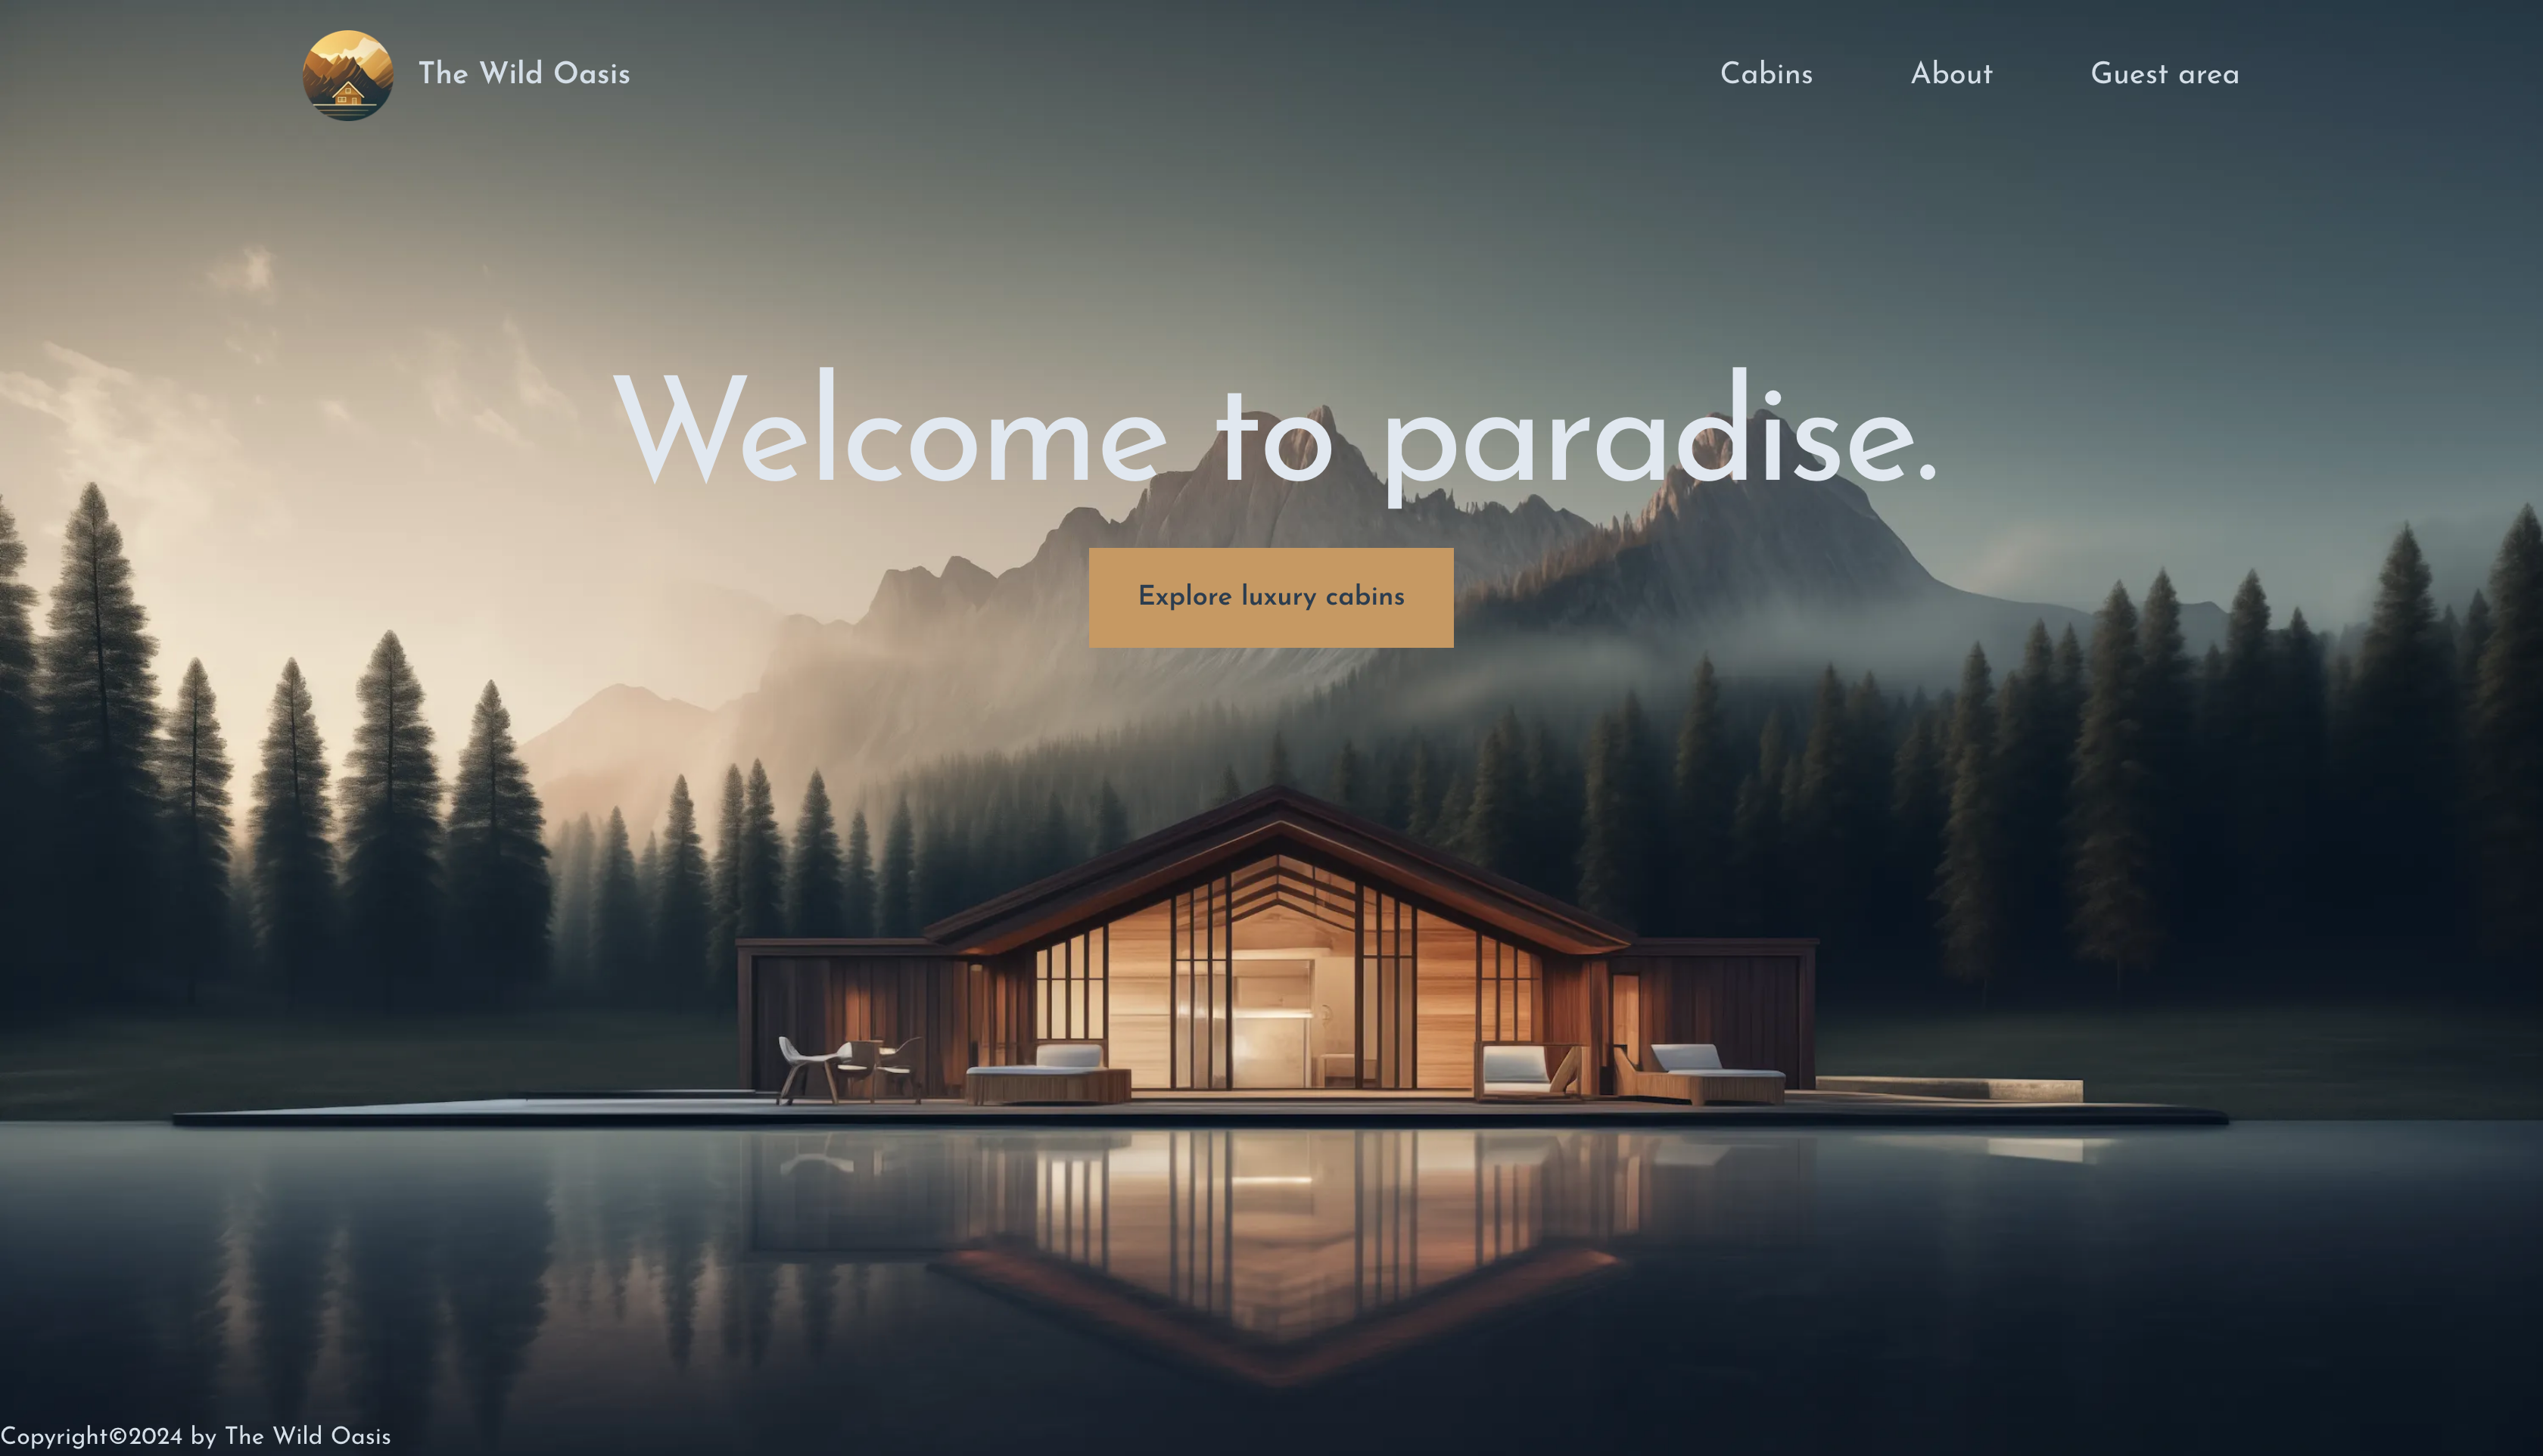 The Wild Oasis
Cabins
About
Guest area
Welcome to paradise.
Explore luxury cabins
Copyright©2024 by The Wild Oasis